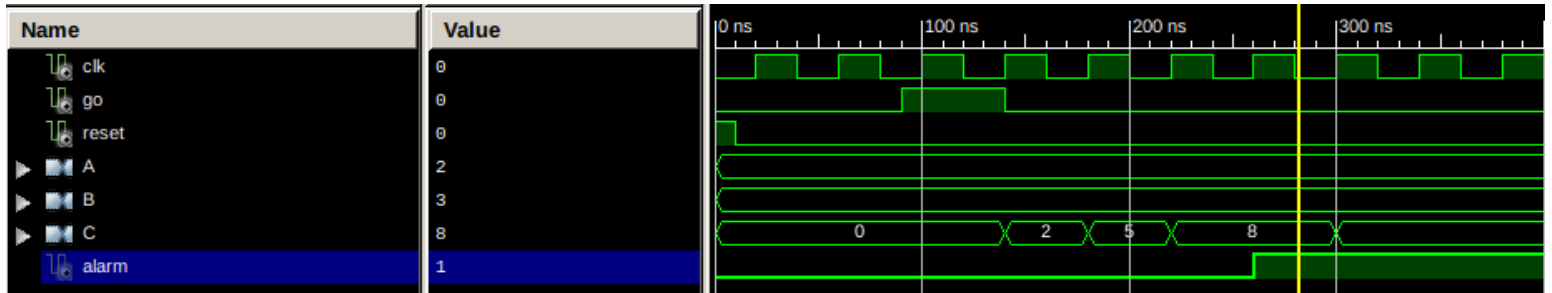 Name Value 0 ns 100 ns 200 ns 300 ns
clk 0
go 0
reset 0
A 2
B 3
C 8 0 2 5 8
alarm 1